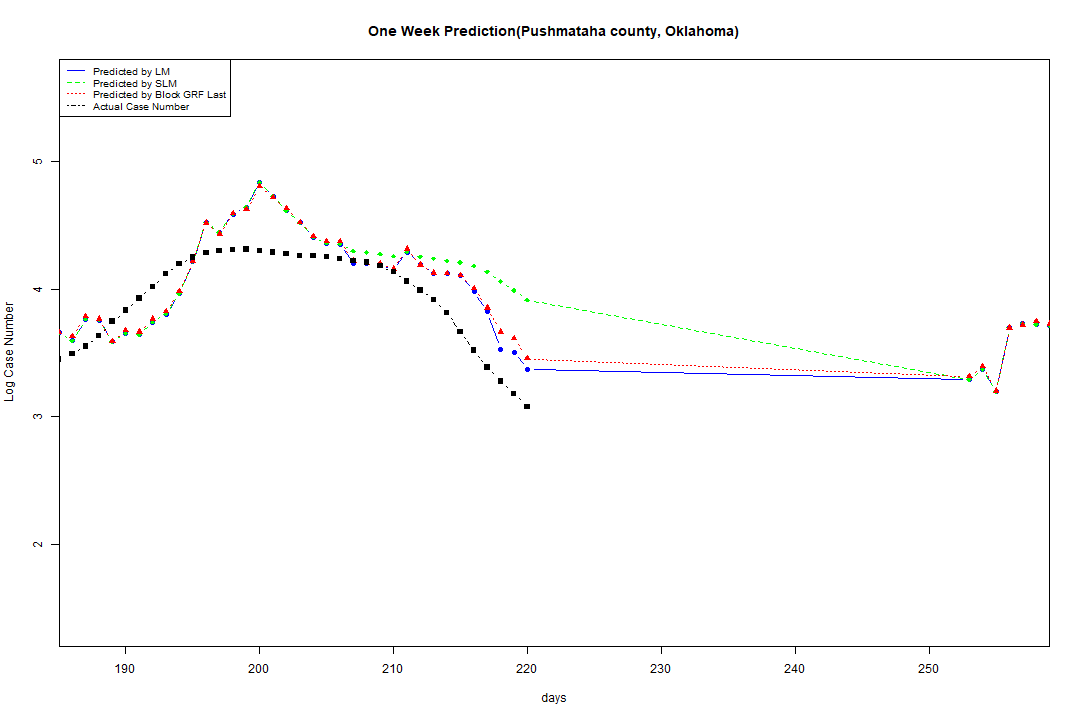 One Week Prediction(Pushmataha county, Oklahoma)
Predicted by LM
Predicted by SLM
Predicted by Block GRF Last
Actual Case Number
5
4
3
2
Log Case Number
190 200 210 220 230 240 250
days